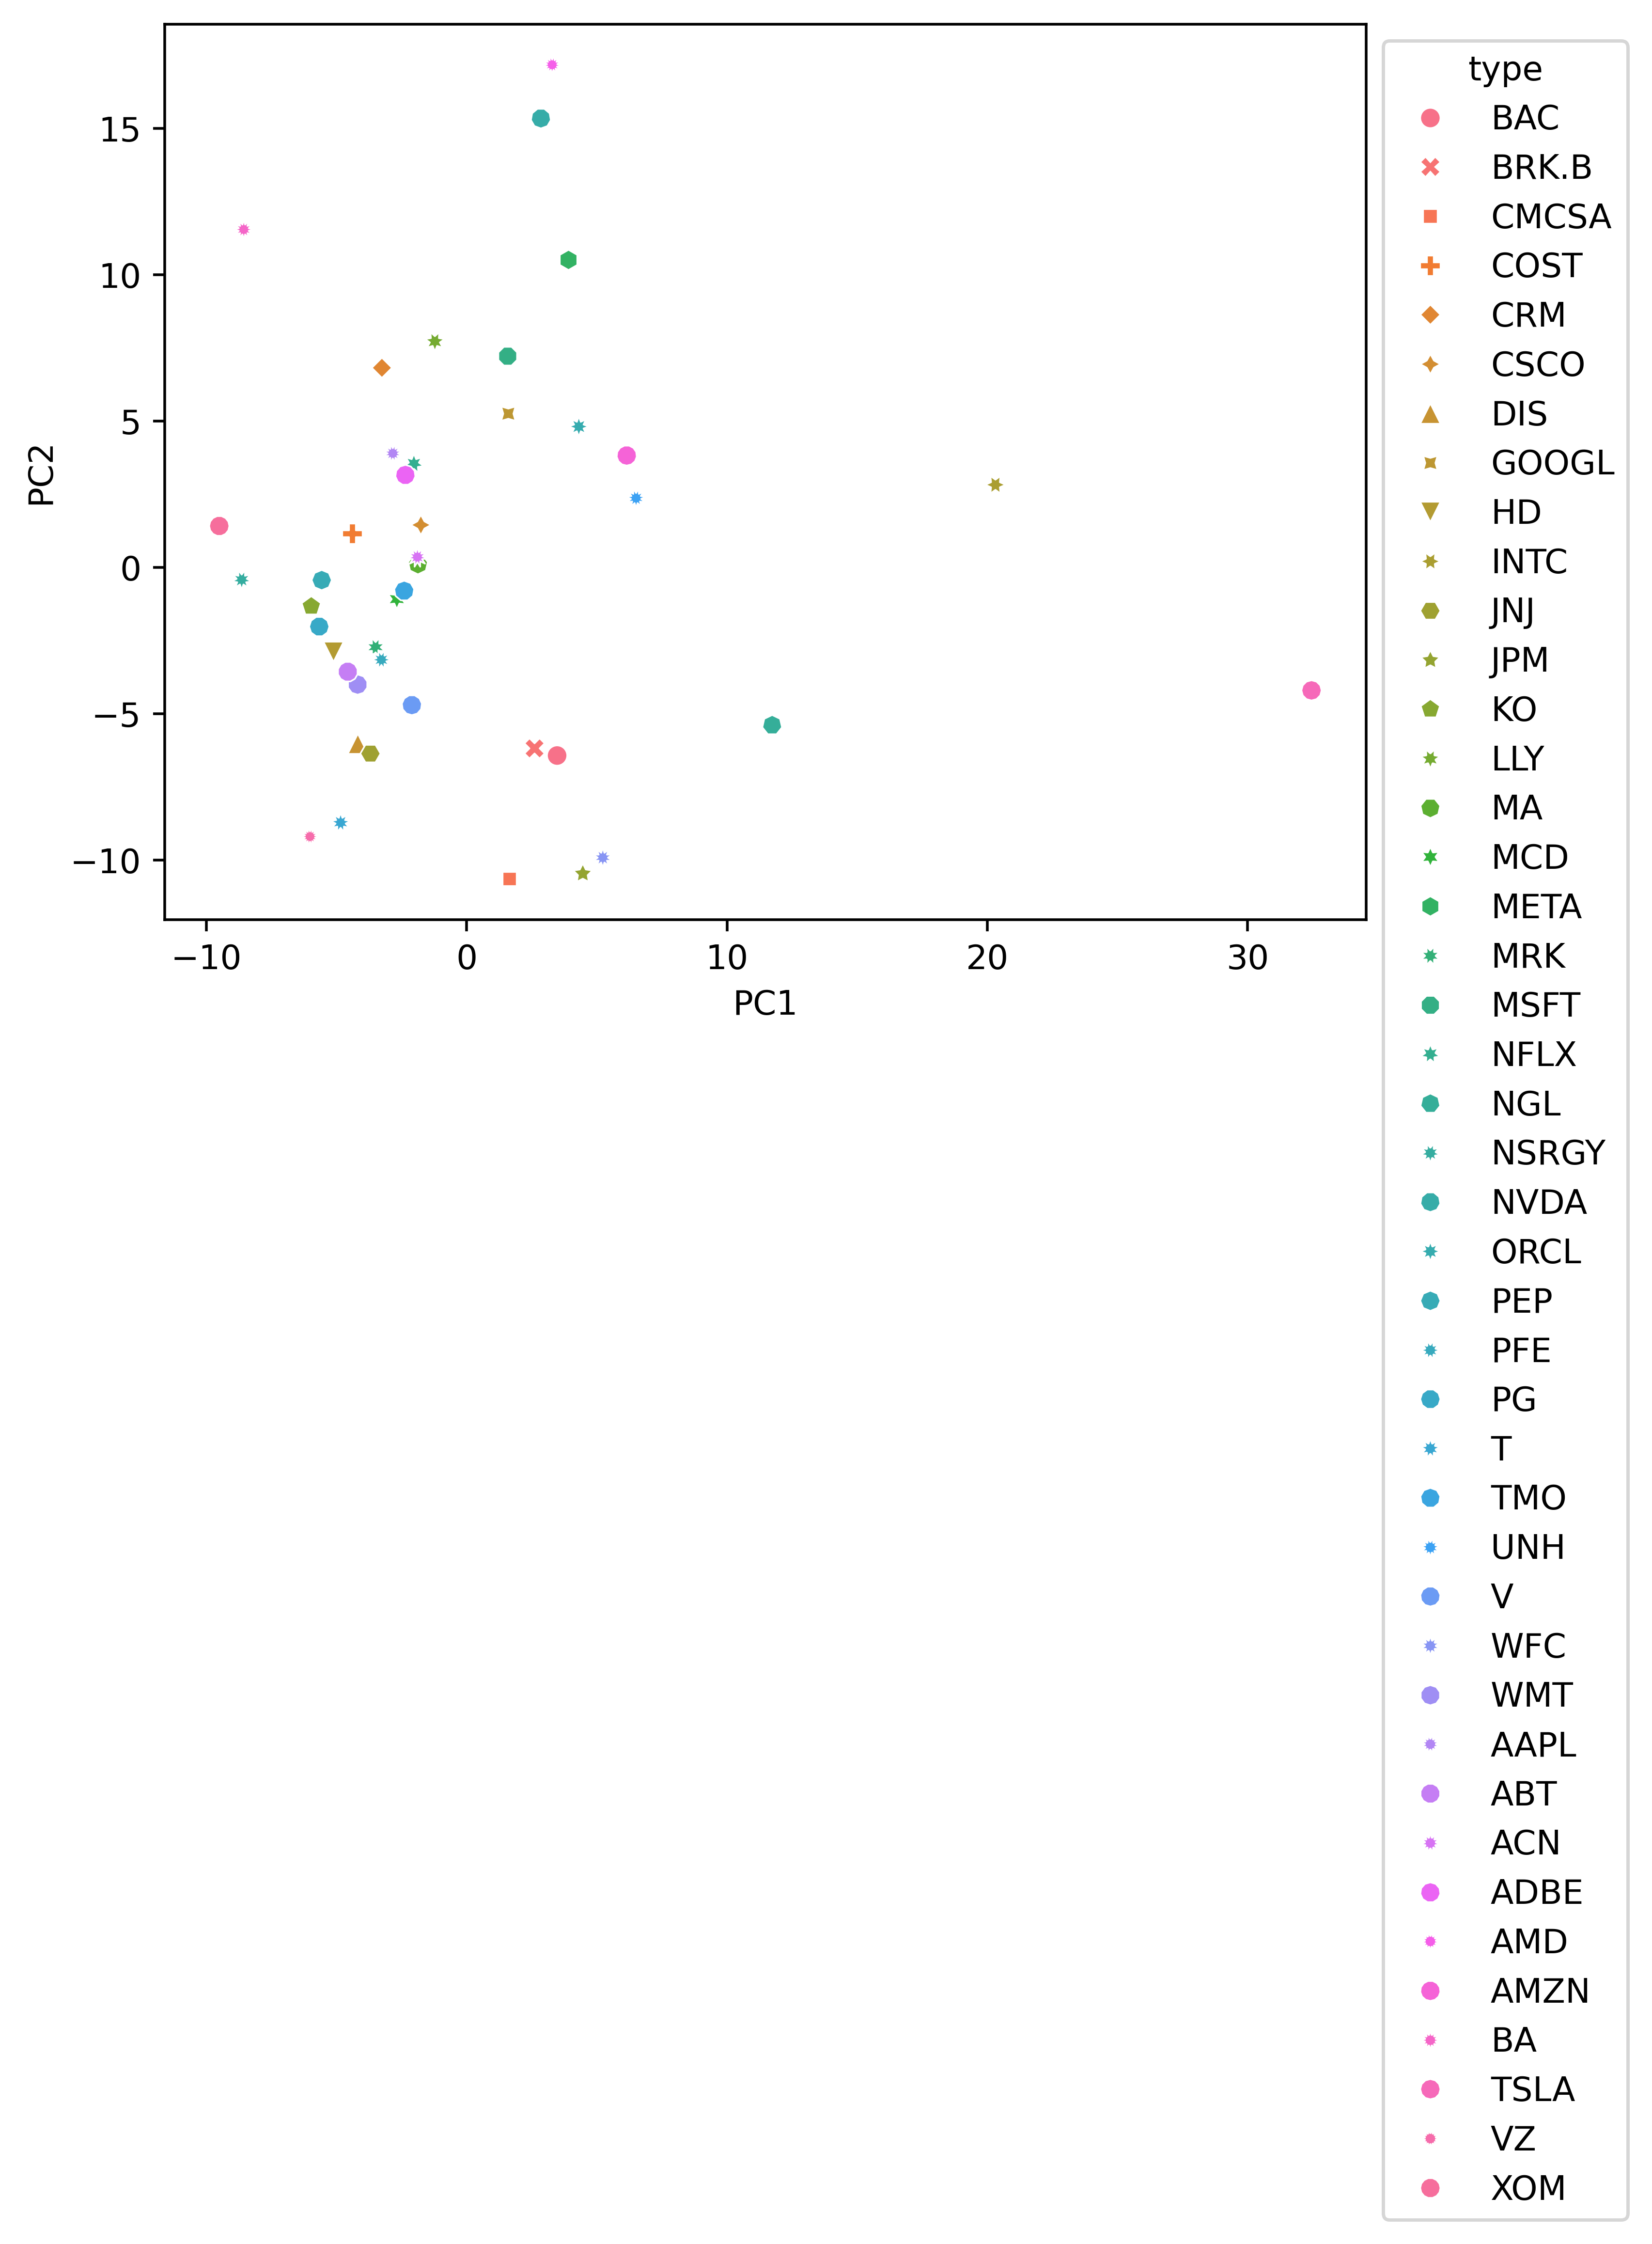 15
10
5
0
−5
−10
PC2
−10
0
10
20
30
PC1
type
BAC
BRK.B
CMCSA
COST
CRM
CSCO
DIS
GOOGL
HD
INTC
JNJ
JPM
KO
LLY
MA
MCD
META
MRK
MSFT
NFLX
NGL
NSRGY
NVDA
ORCL
PEP
PFE
PG
T
TMO
UNH
V
WFC
WMT
AAPL
ABT
ACN
ADBE
AMD
AMZN
BA
TSLA
VZ
XOM